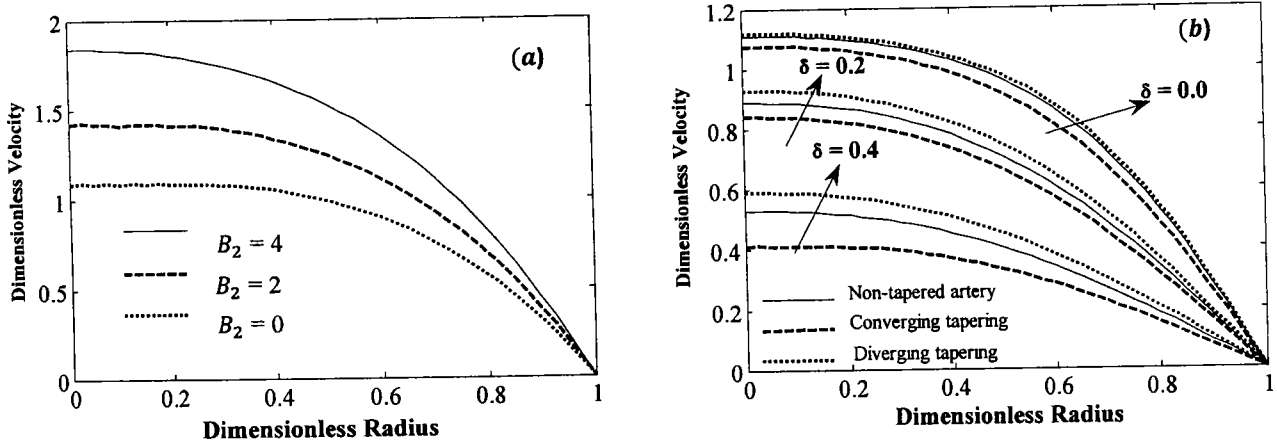 2
1.5
1
0.5
0
0
0.2
0.4
0.6
0.8
1
Dimensionless Velocity
Dimensionless Radius
(a)
B₂ = 4
B₂ = 2
B₂ = 0
1.2
1
0.8
0.6
0.4
0.2
0
0
0.2
0.4
0.6
0.8
1
Dimensionless Velocity
Dimensionless Radius
(b)
δ = 0.2
δ = 0.0
δ = 0.4
Non-tapered artery
Converging tapering
Diverging tapering